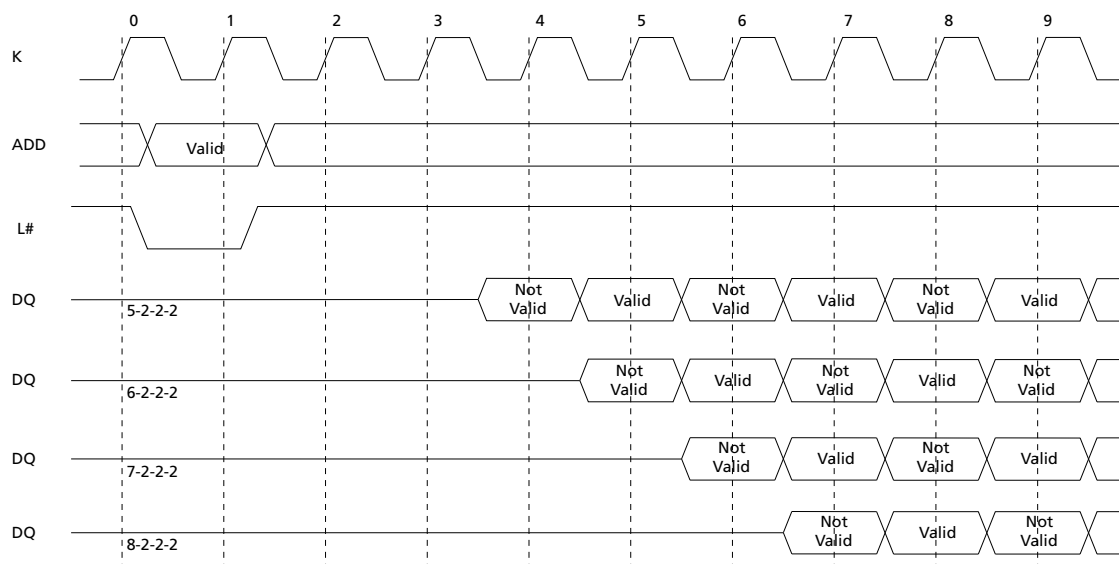 0 1 2 3 4 5 6 7 8 9
K
ADD
Valid
L#
DQ
5-2-2-2
Not Valid
Valid
Not Valid
Valid
Not Valid
Valid
DQ
6-2-2-2
Not Valid
Valid
Not Valid
Valid
Not Valid
DQ
7-2-2-2
Not Valid
Valid
Not Valid
Valid
DQ
8-2-2-2
Not Valid
Valid
Not Valid